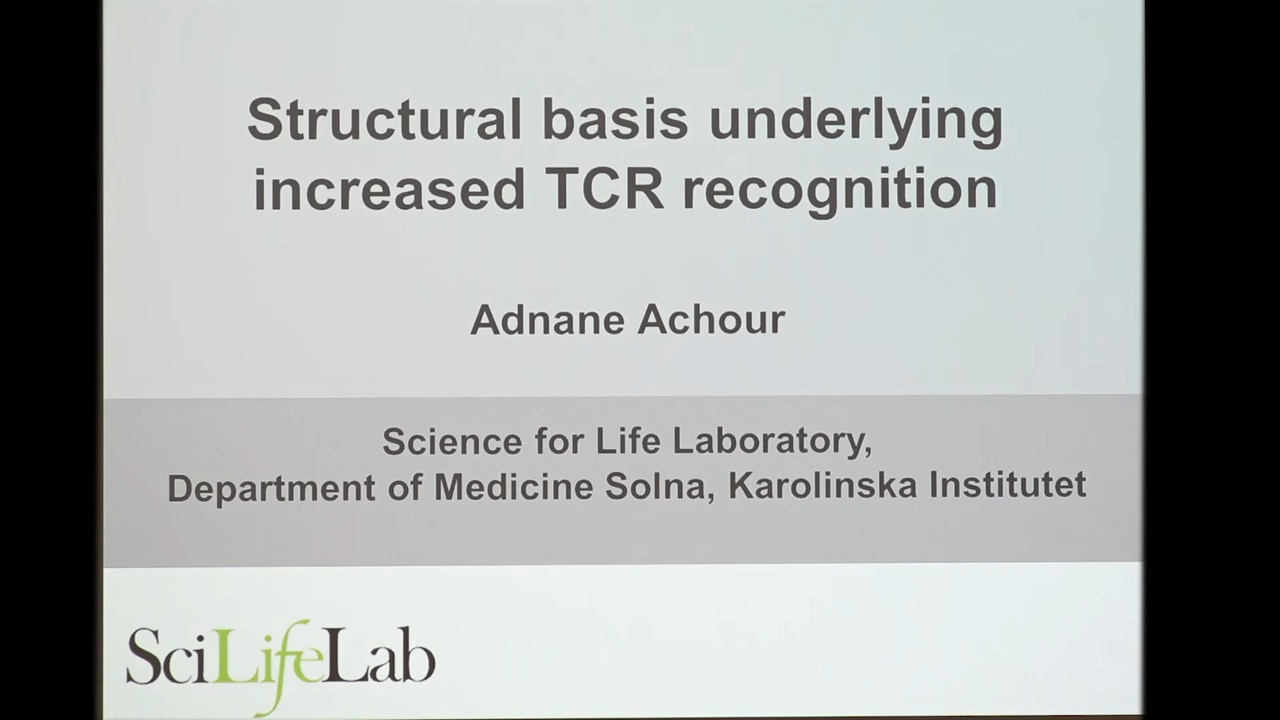 Structural basis underlying
increased TCR recognition
Adnane Achour
Science for Life Laboratory,
Department of Medicine Solna, Karolinska Institutet
SciLifeLab